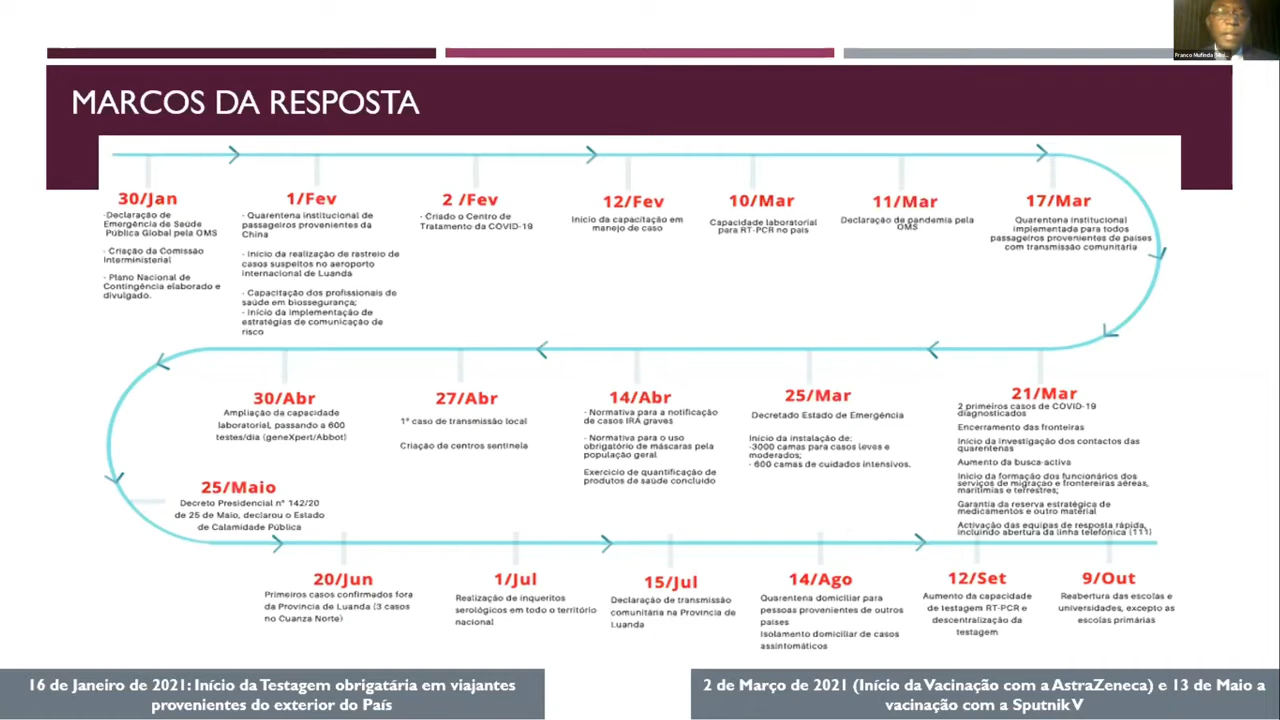 Franco Mufinda
MARCOS DA RESPOSTA
30/Jan
-Declaração de
Emergência de Saúde
Pública Global pela OMS
- Criação da Comissão
Interministerial
- Plano Nacional de
Contingência elaborado e
divulgado.
1/Fev
- Quarentena institucional de
passageiros provenientes da
China
- Início da realização de rastreio de
casos suspeitos no aeroporto
internacional de Luanda
- Capacitação dos profissionais de
saúde em biossegurança;
- Início da implementação de
estratégias de comunicação de
risco
2 /Fev
- Criado o Centro de
Tratamento da COVID-19
12/Fev
Inicio da capacitação em
manejo de caso
10/Mar
Capacidade laboratorial
para RT-PCR no país
11/Mar
Declaração de pandemia pela
OMS
17/Mar
Quarentena institucional
implementada para todos
passageiros provenientes de países
com transmissão comunitária
21/Mar
2 primeiros casos de COVID-19
diagnosticados
Encerramento das fronteiras
Início da investigação dos contactos das
quarentenas
Aumento da busca-activa
Início da formação dos funcionários dos
serviços de migração e fronteireias aéreas,
marítimas e terrestres;
Garantia da reserva estratégica de
medicamentos e outro material
Activação das equipas de resposta rápida,
incluindo abertura da linha telefónica (111)
25/Mar
Decretado Estado de Emergência
Início da instalação de:
-3000 camas para casos leves e
moderados;
- 600 camas de cuidados intensivos.
14/Abr
- Normativa para a notificação
de casos IRA graves
- Normativa para o uso
obrigatório de máscaras pela
população geral
Exercicio de quantificação de
produtos de saúde concluido
27/Abr
1º caso de transmissão local
Criação de centros sentinela
30/Abr
Ampliação da capacidade
laboratorial, passando a 600
testes/dia (geneXpert/Abbot)
25/Maio
Decreto Presidencial nº 142/20
de 25 de Maio, declarou o Estado
de Calamidade Pública
20/Jun
Primeiros casos confirmados fora
da Província de Luanda (3 casos
no Cuanza Norte)
1/Jul
Realização de inqueritos
serológicos em todo o território
nacional
15/Jul
Declaração de transmissão
comunitária na Província de
Luanda
14/Ago
Quarentena domiciliar para
pessoas provenientes de outros
países
Isolamento domiciliar de casos
assintomáticos
12/Set
Aumento da capacidade
de testagem RT-PCR e
descentralização da
testagem
9/Out
Reabertura das escolas e
universidades, excepto as
escolas primárias
16 de Janeiro de 2021: Início da Testagem obrigatária em viajantes
provenientes do exterior do País
2 de Março de 2021 (Início da Vacinação com a AstraZeneca) e 13 de Maio a
vacinação com a Sputnik V